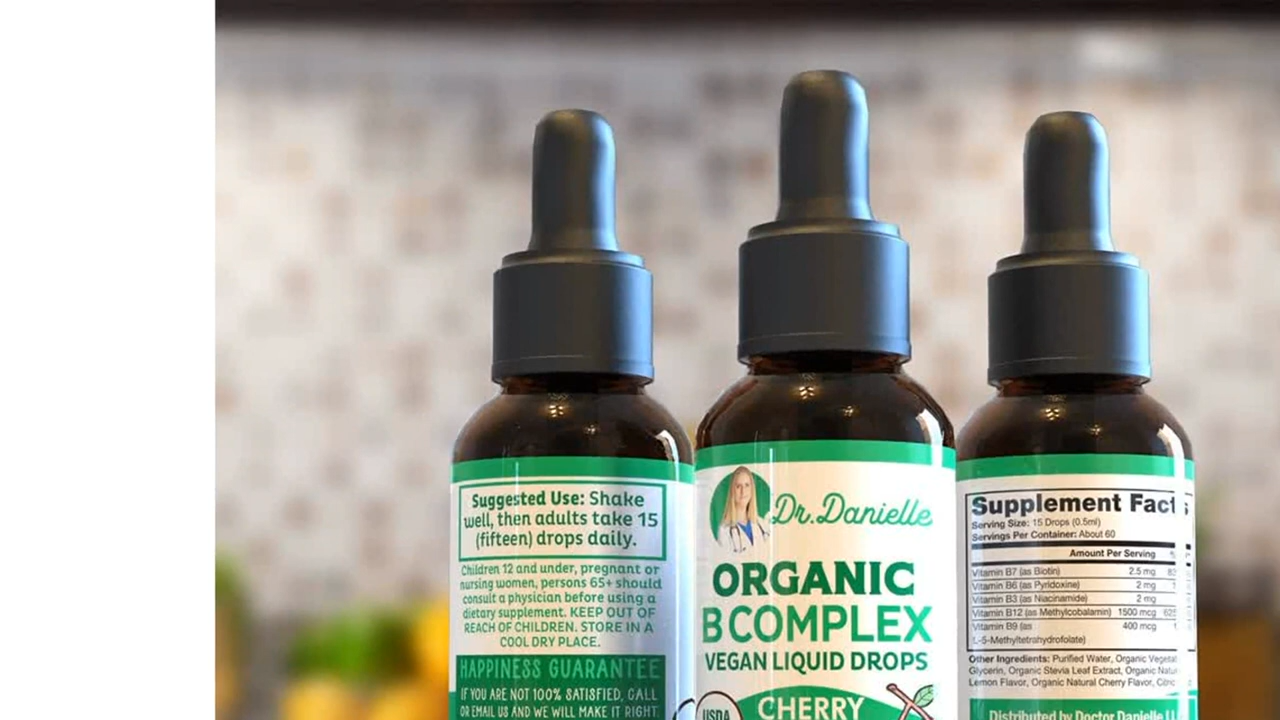 Suggested Use: Shake
well, then adults take 15
(fifteen) drops daily.
Children 12 and under, pregnant or
nursing women, persons 65+ should
consult a physician before using a
dietary supplement. KEEP OUT OF
REACH OF CHILDREN. STORE IN A
COOL DRY PLACE.
HAPPINESS GUARANTEE
IF YOU ARE NOT 100% SATISFIED, CALL
OR EMAIL US AND WE WILL MAKE IT RIGHT.
Dr. Danielle
ORGANIC
B COMPLEX
VEGAN LIQUID DROPS
USDA
CHERRY
Supplement Facts
Serving Size: 15 Drops (0.5ml)
Servings Per Container: About 60
Amount Per Serving
Vitamin B7 (as Biotin) 2.5 mg
Vitamin B6 (as Pyridoxine) 2 mg
Vitamin B3 (as Niacinamide) 2 mg
Vitamin B12 (as Methylcobalamin) 1500 mcg
Vitamin B9 (as 400 mcg
L-5-Methyltetrahydrofolate)
Other Ingredients: Purified Water, Organic
Glycerin, Organic Stevia Leaf Extract, Organic
Lemon Flavor, Organic Natural Cherry Flavor,
Distributed by Doctor Danielle